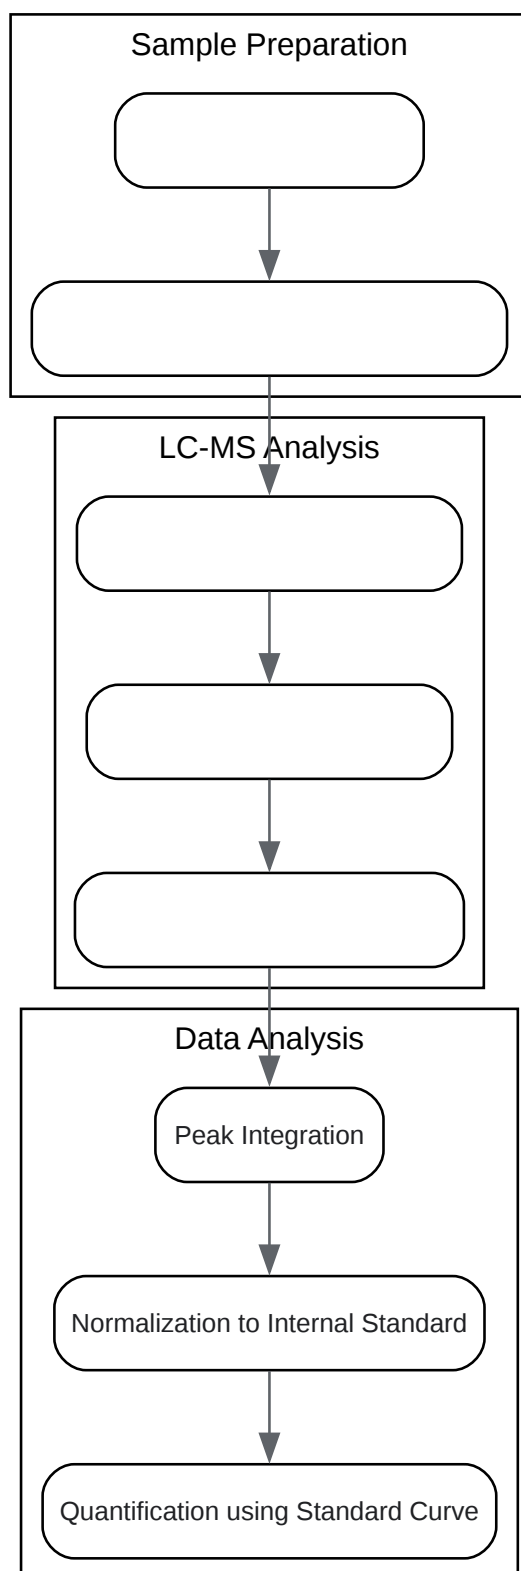 Sample Preparation
LC-MS Analysis
Data Analysis
Peak Integration
Normalization to Internal Standard
Quantification using Standard Curve